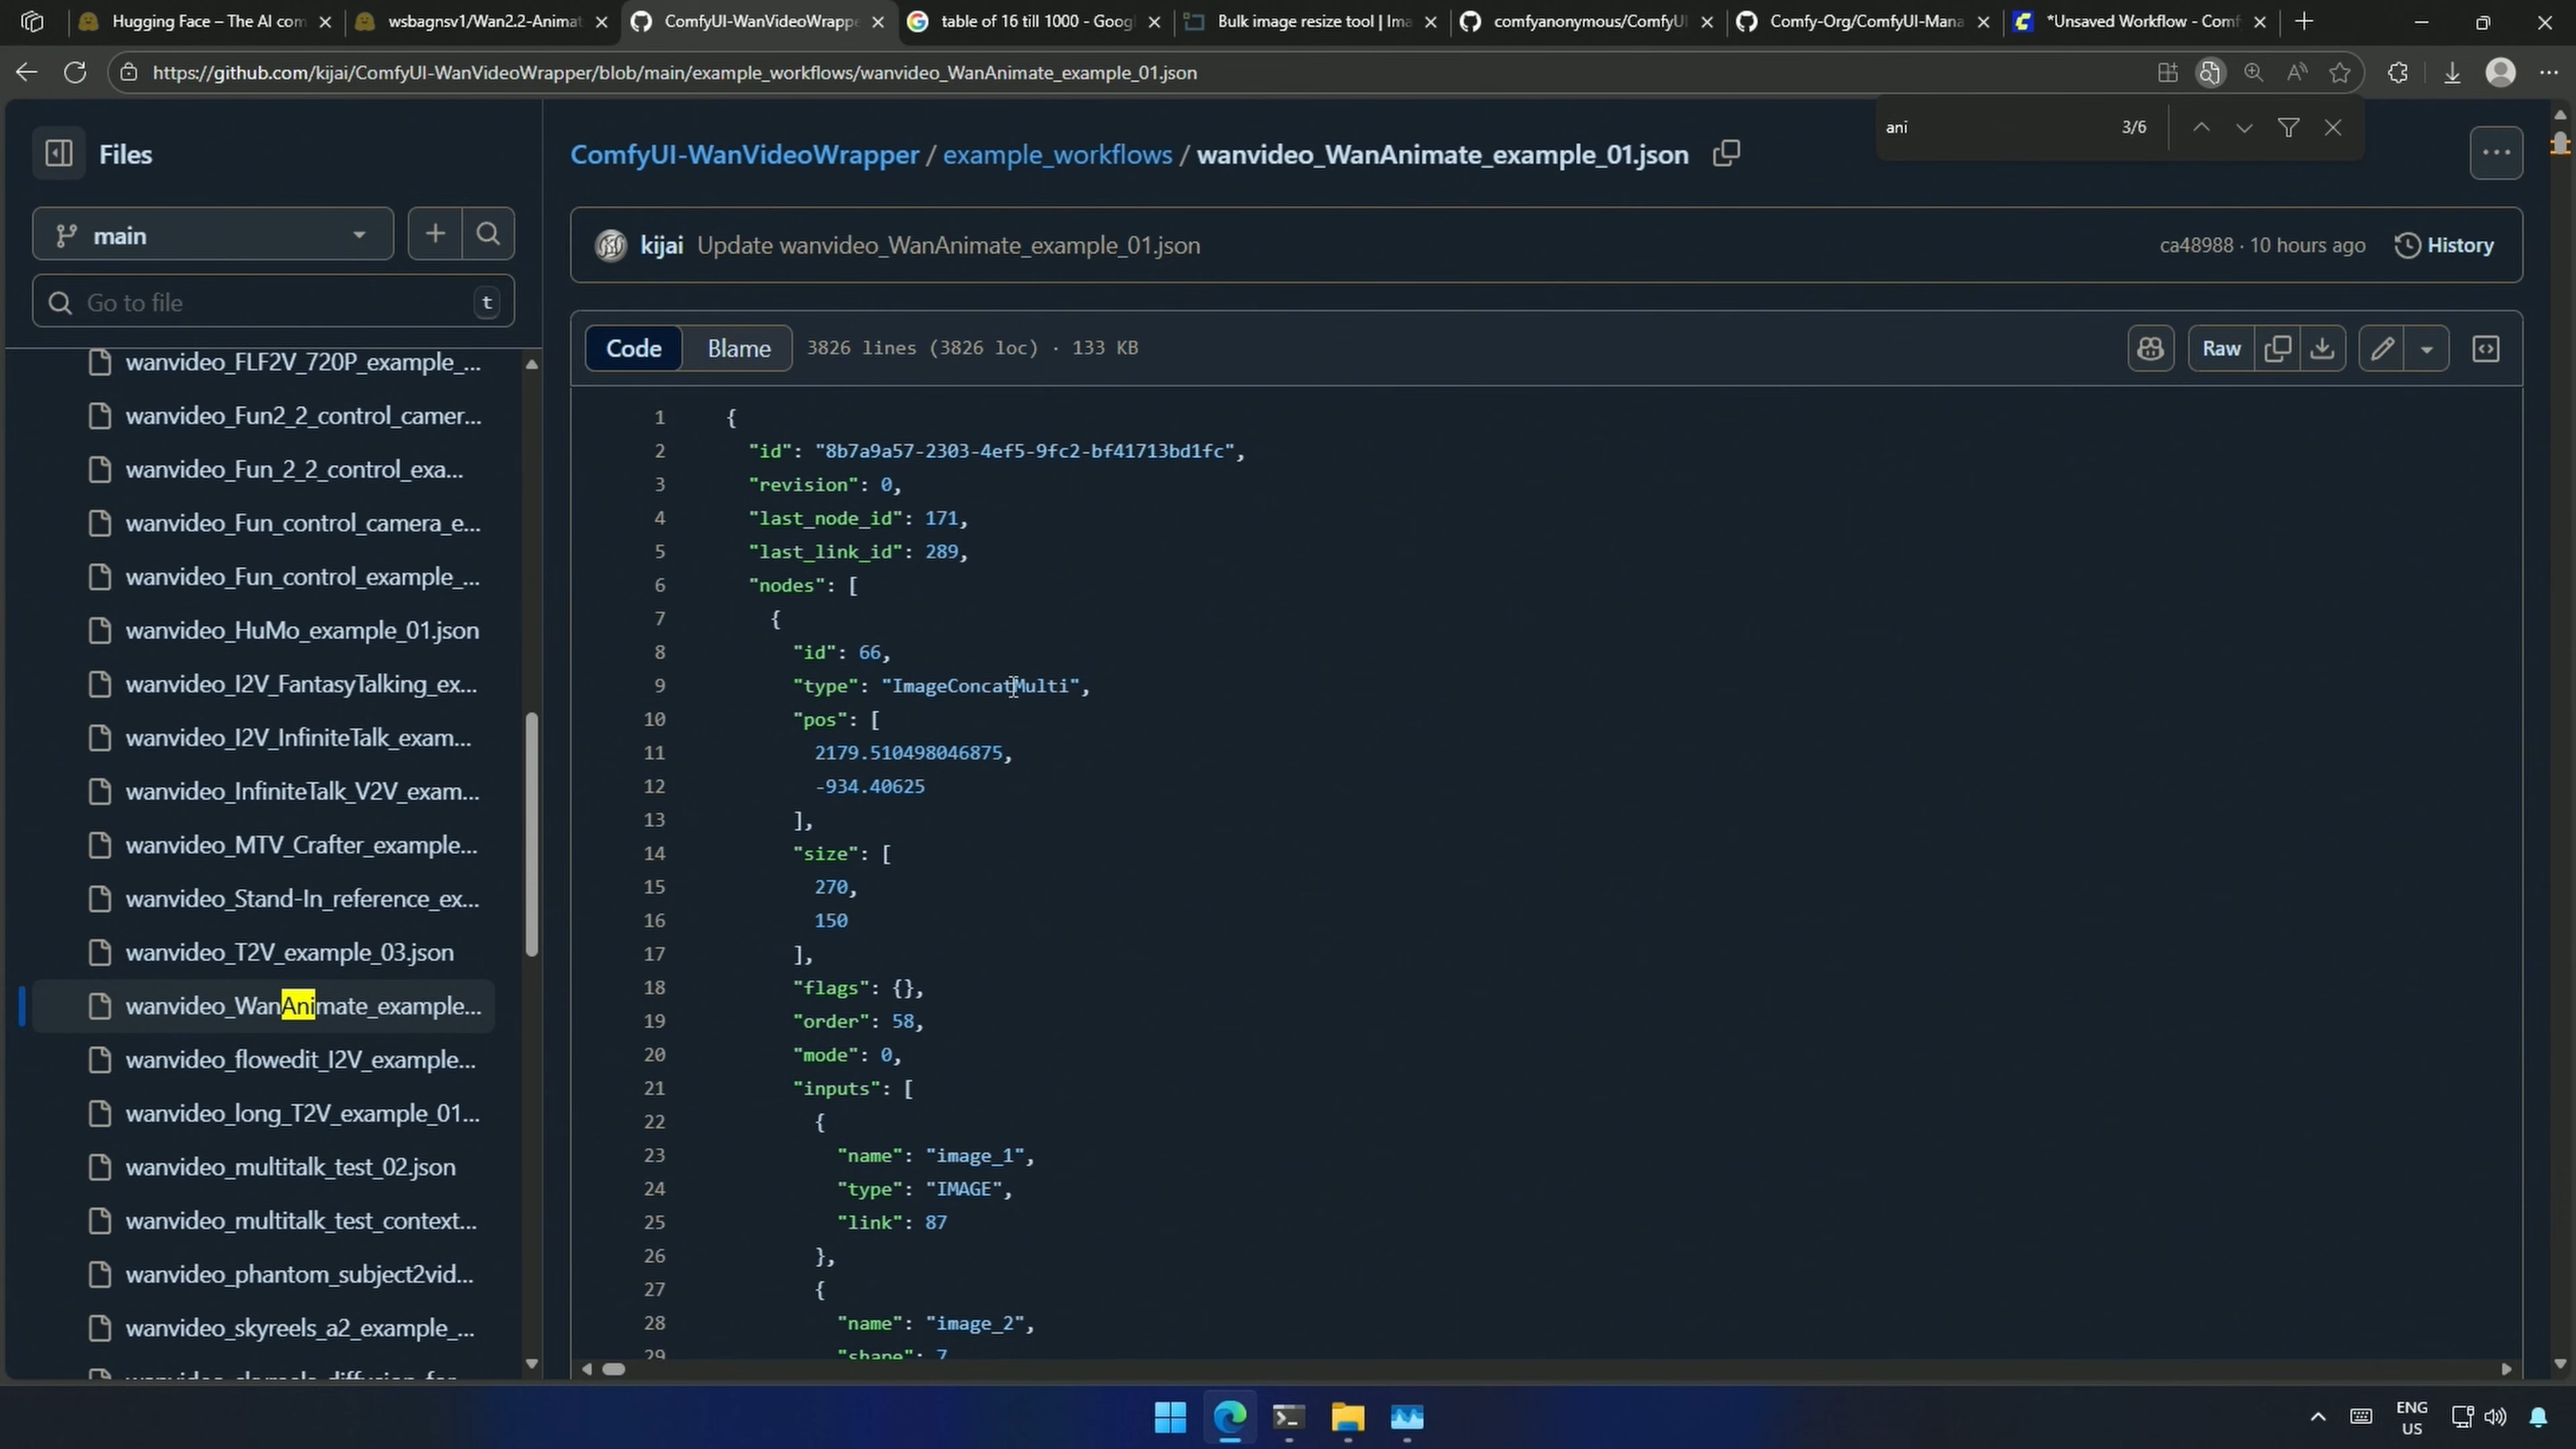 Hugging Face – The AI com
wsbagnsv1/Wan2.2-Animat
ComfyUI-WanVideoWrappe
table of 16 till 1000 - Goog
Bulk image resize tool | Ima
comfyanonymous/ComfyUI
Comfy-Org/ComfyUI-Mana
*Unsaved Workflow - Comf
https://github.com/kijai/ComfyUI-WanVideoWrapper/blob/main/example_workflows/wanvideo_WanAnimate_example_01.json
ani
3/6
Files
main
Go to file
t
wanvideo_FLF2V_720P_example_...
wanvideo_Fun2_2_control_camer...
wanvideo_Fun_2_2_control_exa...
wanvideo_Fun_control_camera_e...
wanvideo_Fun_control_example_...
wanvideo_HuMo_example_01.json
wanvideo_I2V_FantasyTalking_ex...
wanvideo_I2V_InfiniteTalk_exam...
wanvideo_InfiniteTalk_V2V_exam...
wanvideo_MTV_Crafter_example...
wanvideo_Stand-In_reference_ex...
wanvideo_T2V_example_03.json
wanvideo_WanAnimate_example...
wanvideo_flowedit_I2V_example...
wanvideo_long_T2V_example_01...
wanvideo_multitalk_test_02.json
wanvideo_multitalk_test_context...
wanvideo_phantom_subject2vid...
wanvideo_skyreels_a2_example_...
ComfyUI-WanVideoWrapper / example_workflows / wanvideo_WanAnimate_example_01.json
kijai Update wanvideo_WanAnimate_example_01.json
ca48988 · 10 hours ago
History
Code
Blame
3826 lines (3826 loc) · 133 KB
Raw
1 {
2 "id": "8b7a9a57-2303-4ef5-9fc2-bf41713bd1fc",
3 "revision": 0,
4 "last_node_id": 171,
5 "last_link_id": 289,
6 "nodes": [
7 {
8 "id": 66,
9 "type": "ImageConcatMulti",
10 "pos": [
11 2179.510498046875,
12 -934.40625
13 ],
14 "size": [
15 270,
16 150
17 ],
18 "flags": {},
19 "order": 58,
20 "mode": 0,
21 "inputs": [
22 {
23 "name": "image_1",
24 "type": "IMAGE",
25 "link": 87
26 },
27 {
28 "name": "image_2",
29 "shape": 7
ENG
US